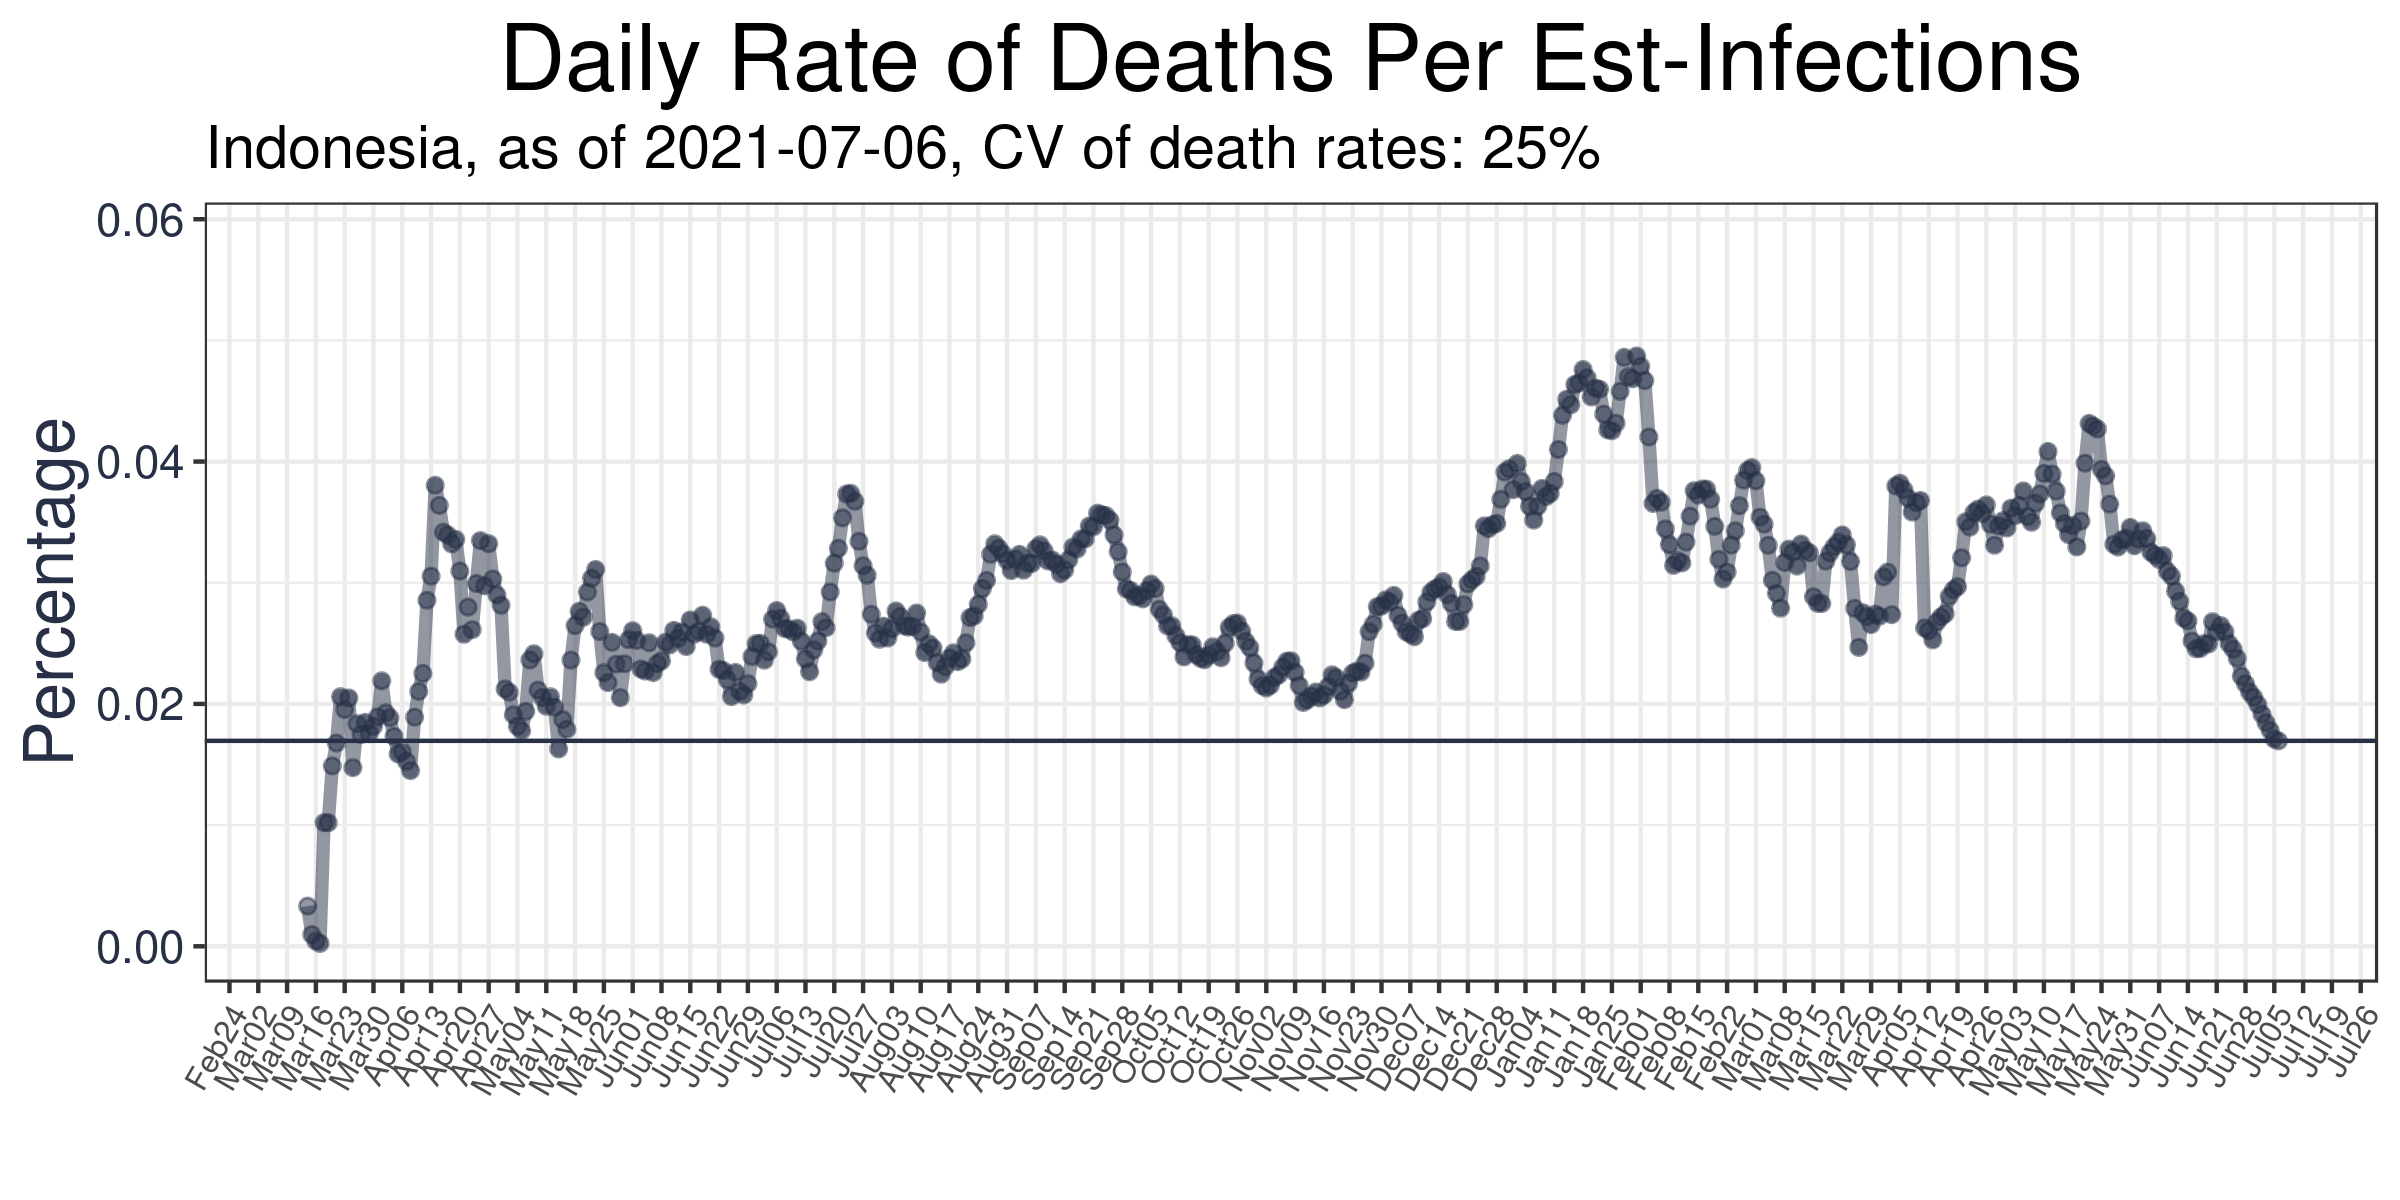 Daily Rate of Deaths Per Est-Infections
Indonesia, as of 2021-07-06, CV of death rates: 25%
Percentage
0.06
0.04
0.02
0.00
Feb24 Mar02 Mar09 Mar16 Mar23 Mar30 Apr06 Apr13 Apr20 Apr27 May04 May11 May18 May25 Jun01 Jun08 Jun15 Jun22 Jun29 Jul06 Jul13 Jul20 Jul27 Aug03 Aug10 Aug17 Aug24 Aug31 Sep07 Sep14 Sep21 Sep28 Oct05 Oct12 Oct19 Oct26 Nov02 Nov09 Nov16 Nov23 Nov30 Dec07 Dec14 Dec21 Dec28 Jan04 Jan11 Jan18 Jan25 Feb01 Feb08 Feb15 Feb22 Mar01 Mar08 Mar15 Mar22 Mar29 Apr05 Apr12 Apr19 Apr26 May03 May10 May17 May24 May31 Jun07 Jun14 Jun21 Jun28 Jul05 Jul12 Jul19 Jul26